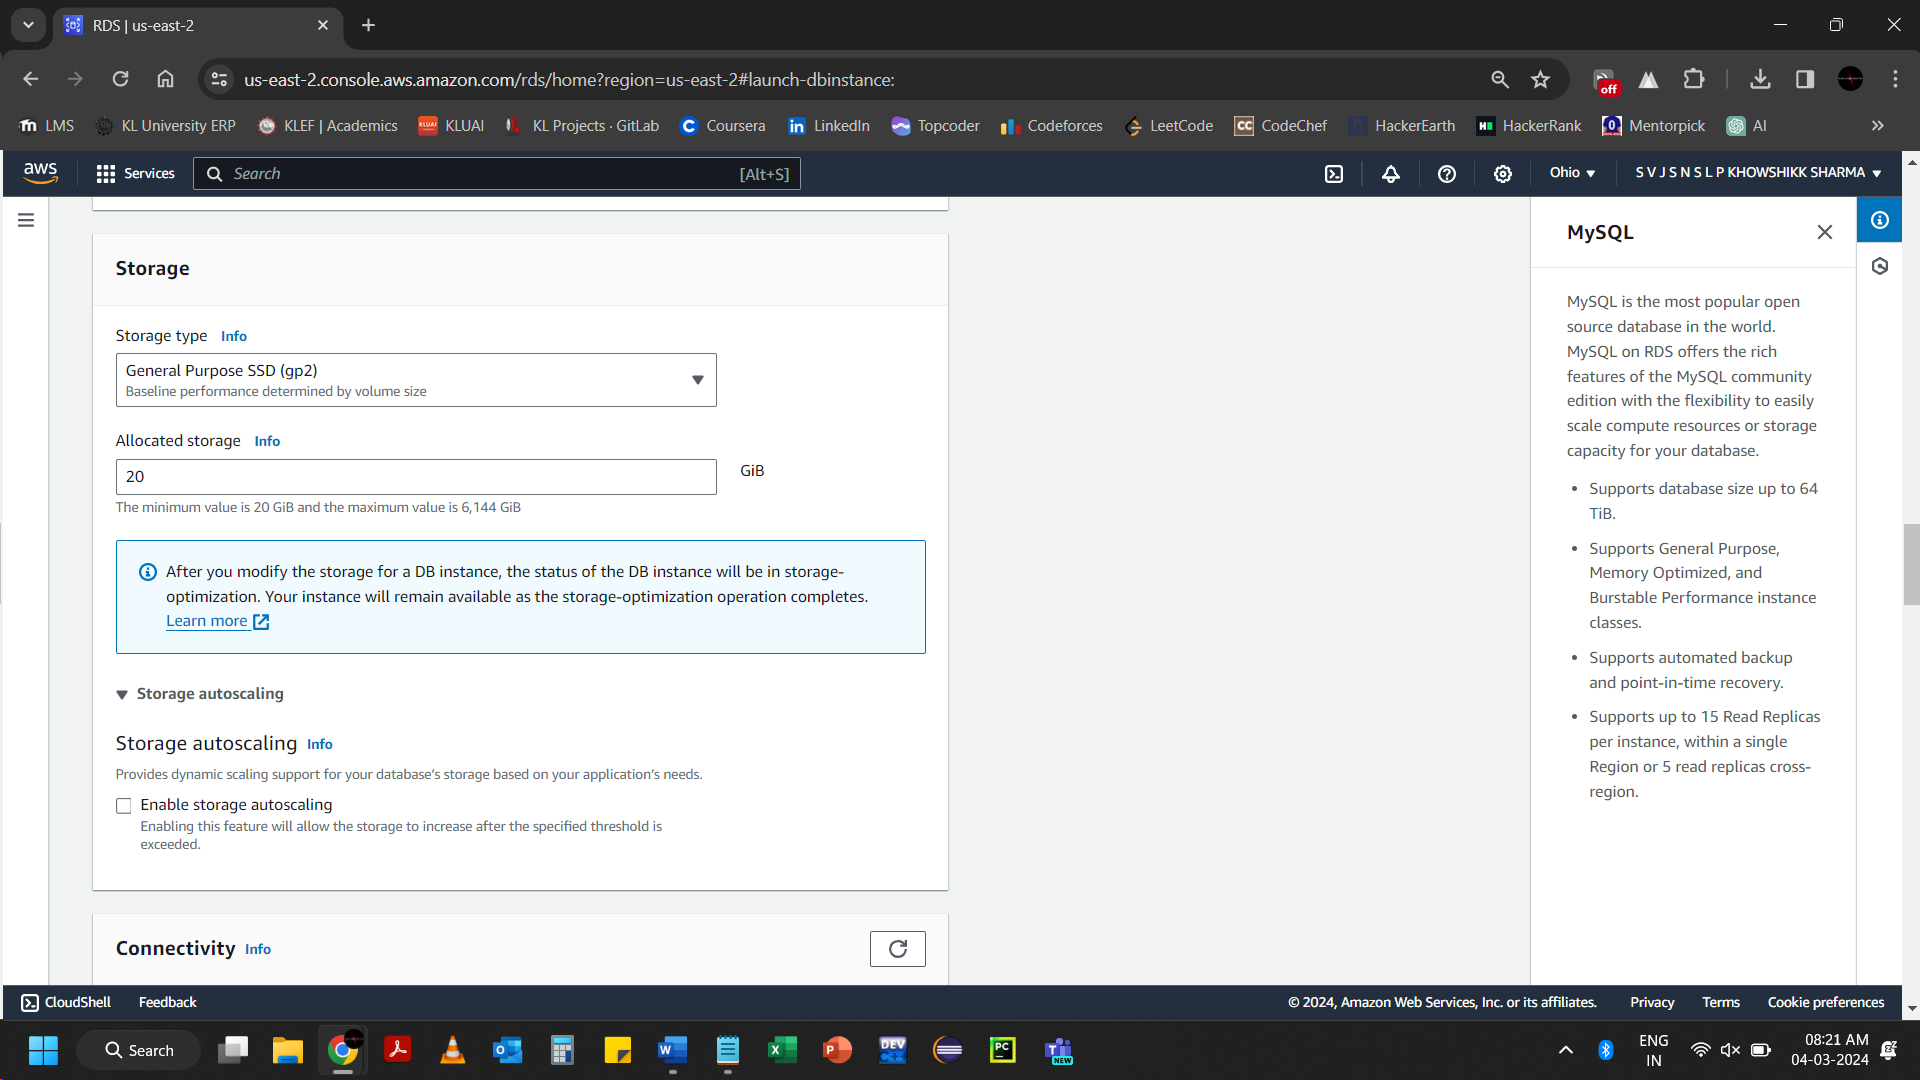 RDS | us-east-2
us-east-2.console.aws.amazon.com/rds/home?region=us-east-2#launch-dbinstance:
off
LMS
KL University ERP
KLEF | Academics
KLUAI
KL Projects · GitLab
Coursera
LinkedIn
Topcoder
Codeforces
LeetCode
CodeChef
HackerEarth
HackerRank
Mentorpick
AI
aws
Services
Search
[Alt+S]
Ohio
S V J S N S L P KHOWSHIKK SHARMA
Storage
Storage type Info
General Purpose SSD (gp2)
Baseline performance determined by volume size
Allocated storage Info
20
GiB
The minimum value is 20 GiB and the maximum value is 6,144 GiB
After you modify the storage for a DB instance, the status of the DB instance will be in storage-
optimization. Your instance will remain available as the storage-optimization operation completes.
Learn more
Storage autoscaling
Storage autoscaling Info
Provides dynamic scaling support for your database's storage based on your application's needs.
Enable storage autoscaling
Enabling this feature will allow the storage to increase after the specified threshold is
exceeded.
Connectivity Info
MySQL
MySQL is the most popular open
source database in the world.
MySQL on RDS offers the rich
features of the MySQL community
edition with the flexibility to easily
scale compute resources or storage
capacity for your database.
• Supports database size up to 64
TiB.
• Supports General Purpose,
Memory Optimized, and
Burstable Performance instance
classes.
• Supports automated backup
and point-in-time recovery.
• Supports up to 15 Read Replicas
per instance, within a single
Region or 5 read replicas cross-
region.
CloudShell
Feedback
© 2024, Amazon Web Services, Inc. or its affiliates.
Privacy
Terms
Cookie preferences
Search
DEV
PC
NEW
ENG
IN
08:21 AM
04-03-2024